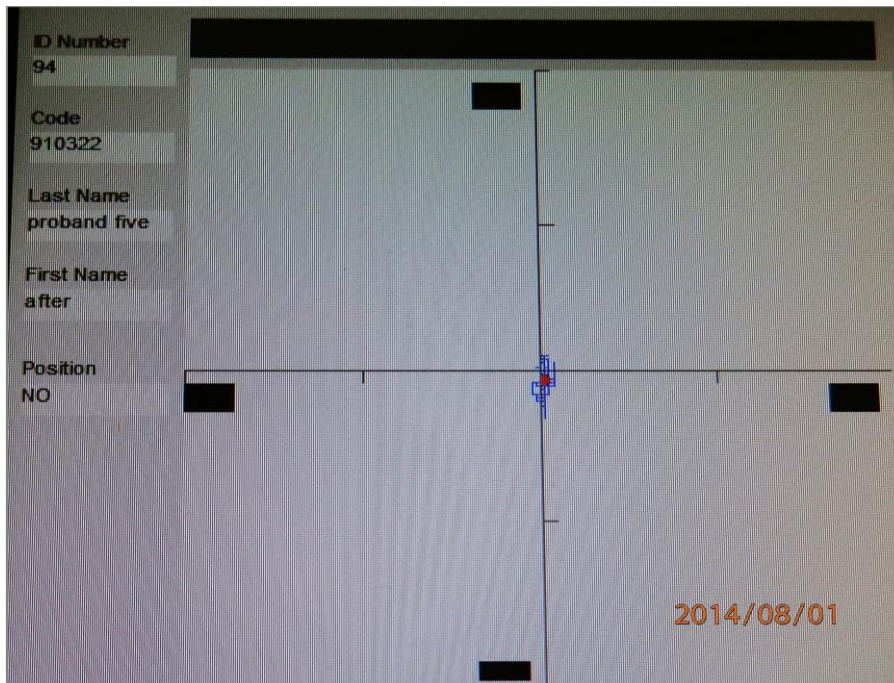 ID Number
94
Code
910322
Last Name
proband five
First Name
after
Position
NO
2014/08/01